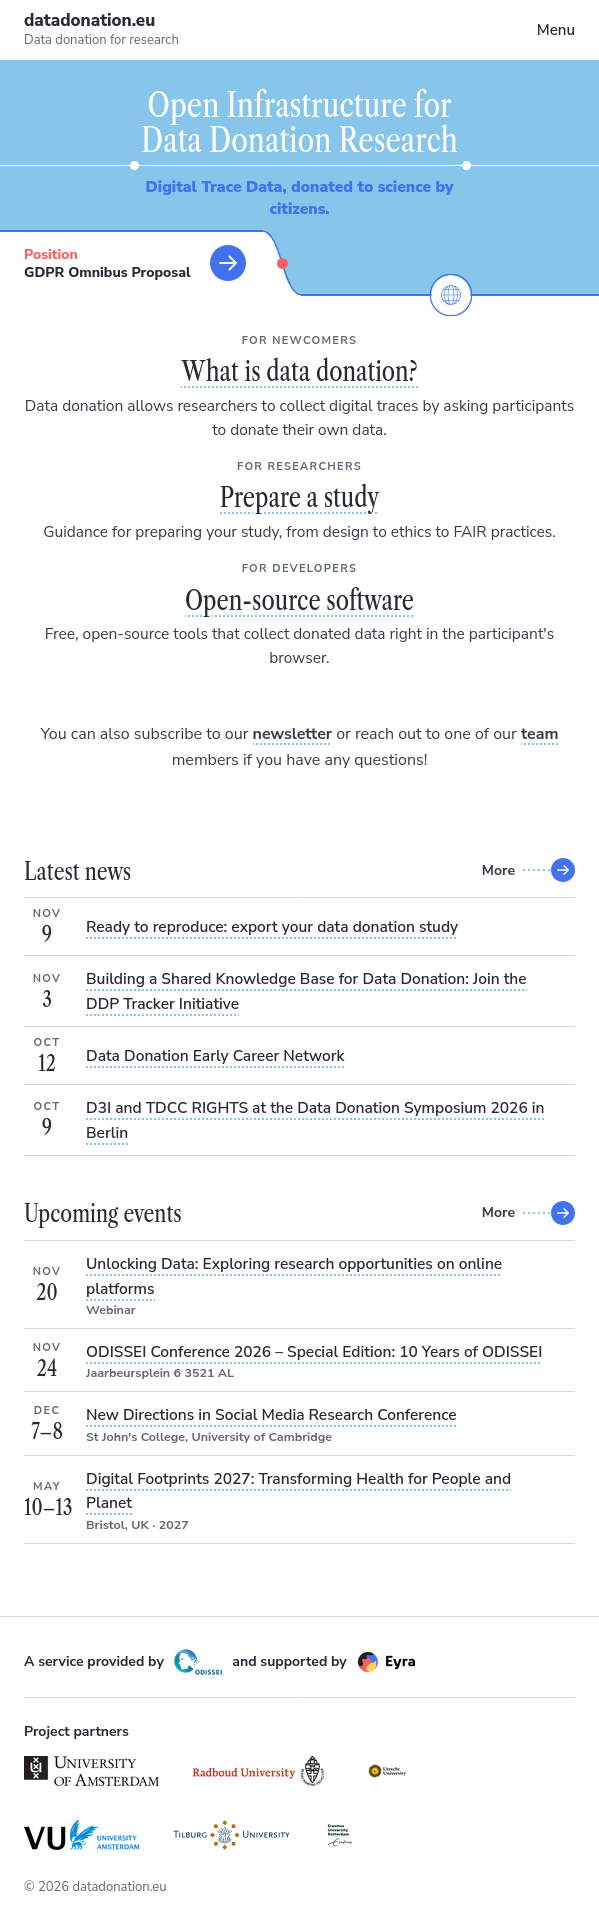 datadonation.eu
Data donation for research
Menu
Open Infrastructure for
Data Donation Research
Digital Trace Data, donated to science by
citizens.
Position
GDPR Omnibus Proposal
FOR NEWCOMERS
What is data donation?
Data donation allows researchers to collect digital traces by asking participants
to donate their own data.
FOR RESEARCHERS
Prepare a study
Guidance for preparing your study, from design to ethics to FAIR practices.
FOR DEVELOPERS
Open-source software
Free, open-source tools that collect donated data right in the participant's
browser.
You can also subscribe to our newsletter or reach out to one of our team
members if you have any questions!
Latest news
More
NOV
9
Ready to reproduce: export your data donation study
NOV
3
Building a Shared Knowledge Base for Data Donation: Join the
DDP Tracker Initiative
OCT
12
Data Donation Early Career Network
OCT
9
D3I and TDCC RIGHTS at the Data Donation Symposium 2026 in
Berlin
Upcoming events
More
NOV
20
Unlocking Data: Exploring research opportunities on online
platforms
Webinar
NOV
24
ODISSEI Conference 2026 – Special Edition: 10 Years of ODISSEI
Jaarbeursplein 6 3521 AL
DEC
7–8
New Directions in Social Media Research Conference
St John's College, University of Cambridge
MAY
10–13
Digital Footprints 2027: Transforming Health for People and
Planet
Bristol, UK · 2027
A service provided by ODISSEI and supported by Eyra
Project partners
UNIVERSITY
OF AMSTERDAM
Radboud University
Utrecht
University
VU UNIVERSITY
AMSTERDAM
TILBURG UNIVERSITY
Erasmus
University
Rotterdam
Erasmus
© 2026 datadonation.eu